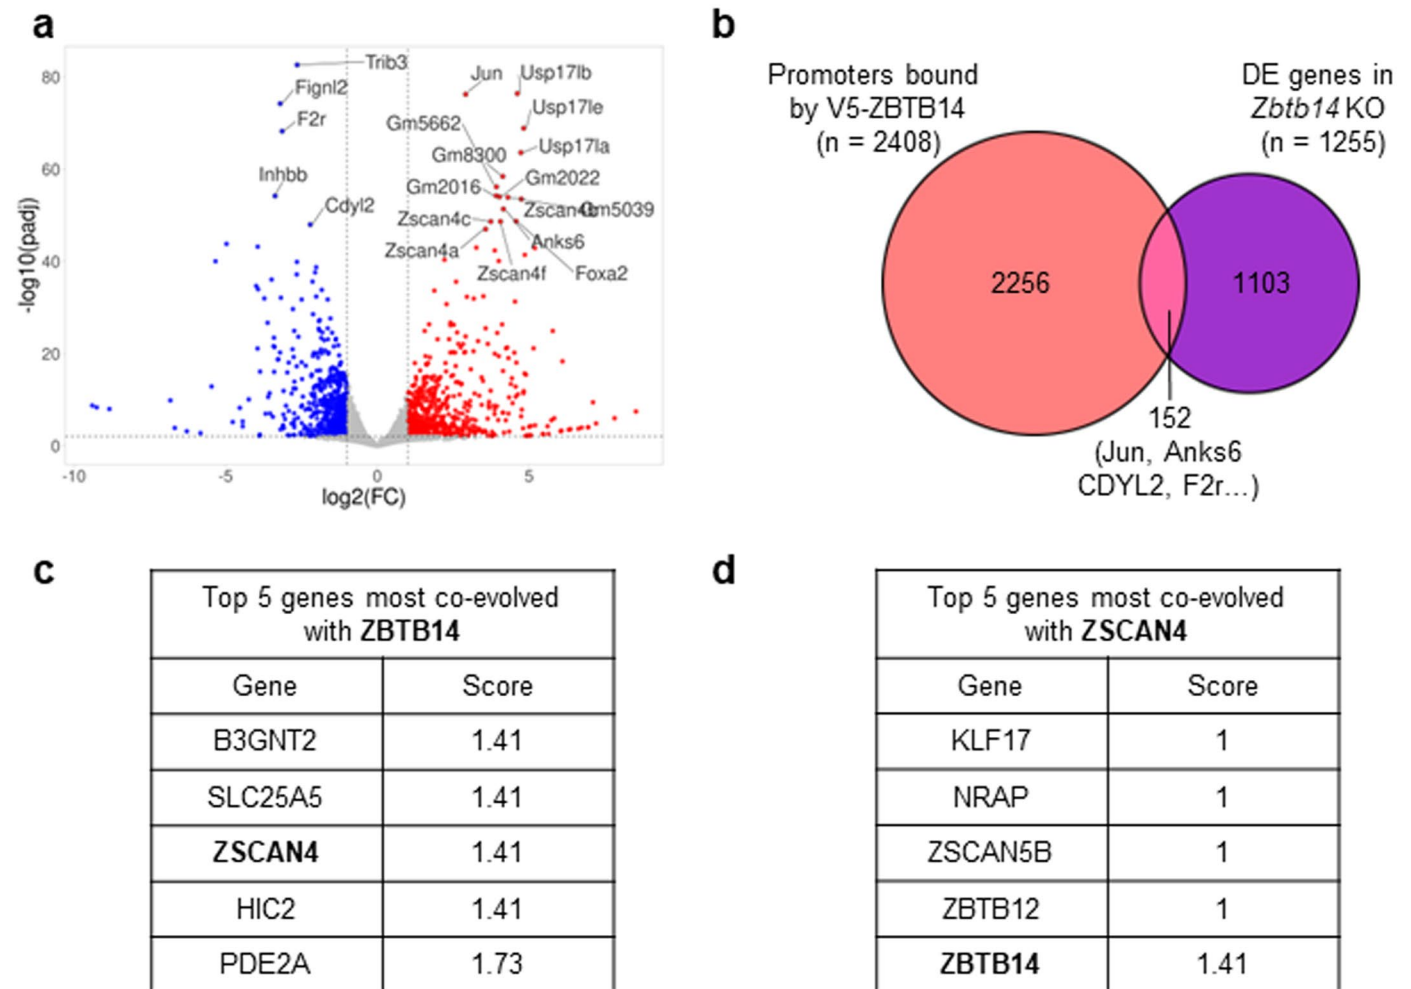 a
-log10(padj)
80
60
40
20
0
-10
-5
0
5
log2(FC)
Trib3
Fignl2
F2r
Inhbb
Cdyl2
Jun
Usp17lb
Usp17le
Gm5662
Usp17la
Gm8300
Gm2022
Gm2016
Zscan4c
Gm5039
Zscan4a
Anks6
Zscan4f
Foxa2
b
Promoters bound
by V5-ZBTB14
(n = 2408)
DE genes in
Zbtb14 KO
(n = 1255)
2256
1103
152
(Jun, Anks6
CDYL2, F2r...)
c
Top 5 genes most co-evolved
with ZBTB14
Gene Score
B3GNT2 1.41
SLC25A5 1.41
ZSCAN4 1.41
HIC2 1.41
PDE2A 1.73
d
Top 5 genes most co-evolved
with ZSCAN4
Gene Score
KLF17 1
NRAP 1
ZSCAN5B 1
ZBTB12 1
ZBTB14 1.41